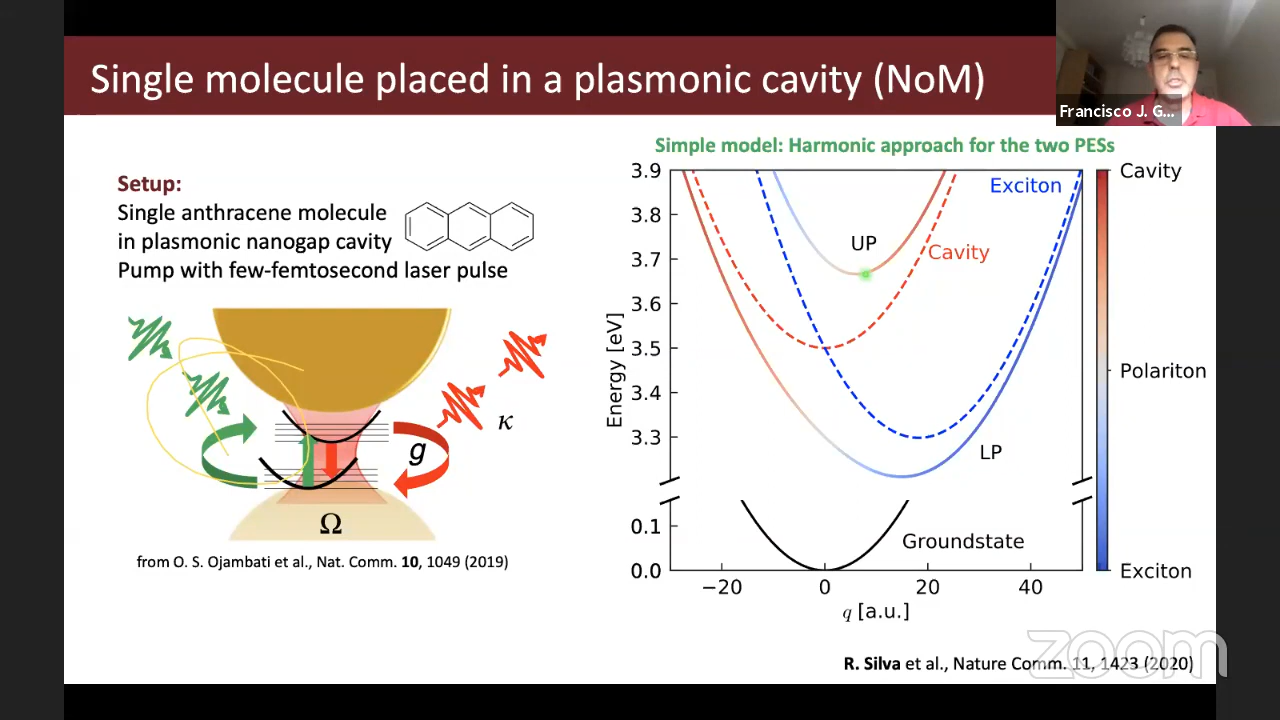 Single molecule placed in a plasmonic cavity (NoM)
Francisco J. G...
Setup:
Single anthracene molecule
in plasmonic nanogap cavity
Pump with few-femtosecond laser pulse
κ
g
Ω
from O. S. Ojambati et al., Nat. Comm. 10, 1049 (2019)
Simple model: Harmonic approach for the two PESs
3.9
3.8
3.7
3.6
3.5
3.4
3.3
0.1
0.0
Energy [eV]
Exciton
UP
Cavity
LP
Groundstate
−20
0
20
40
q [a.u.]
Cavity
Polariton
Exciton
R. Silva et al., Nature Comm. 11, 1423 (2020)
zoom